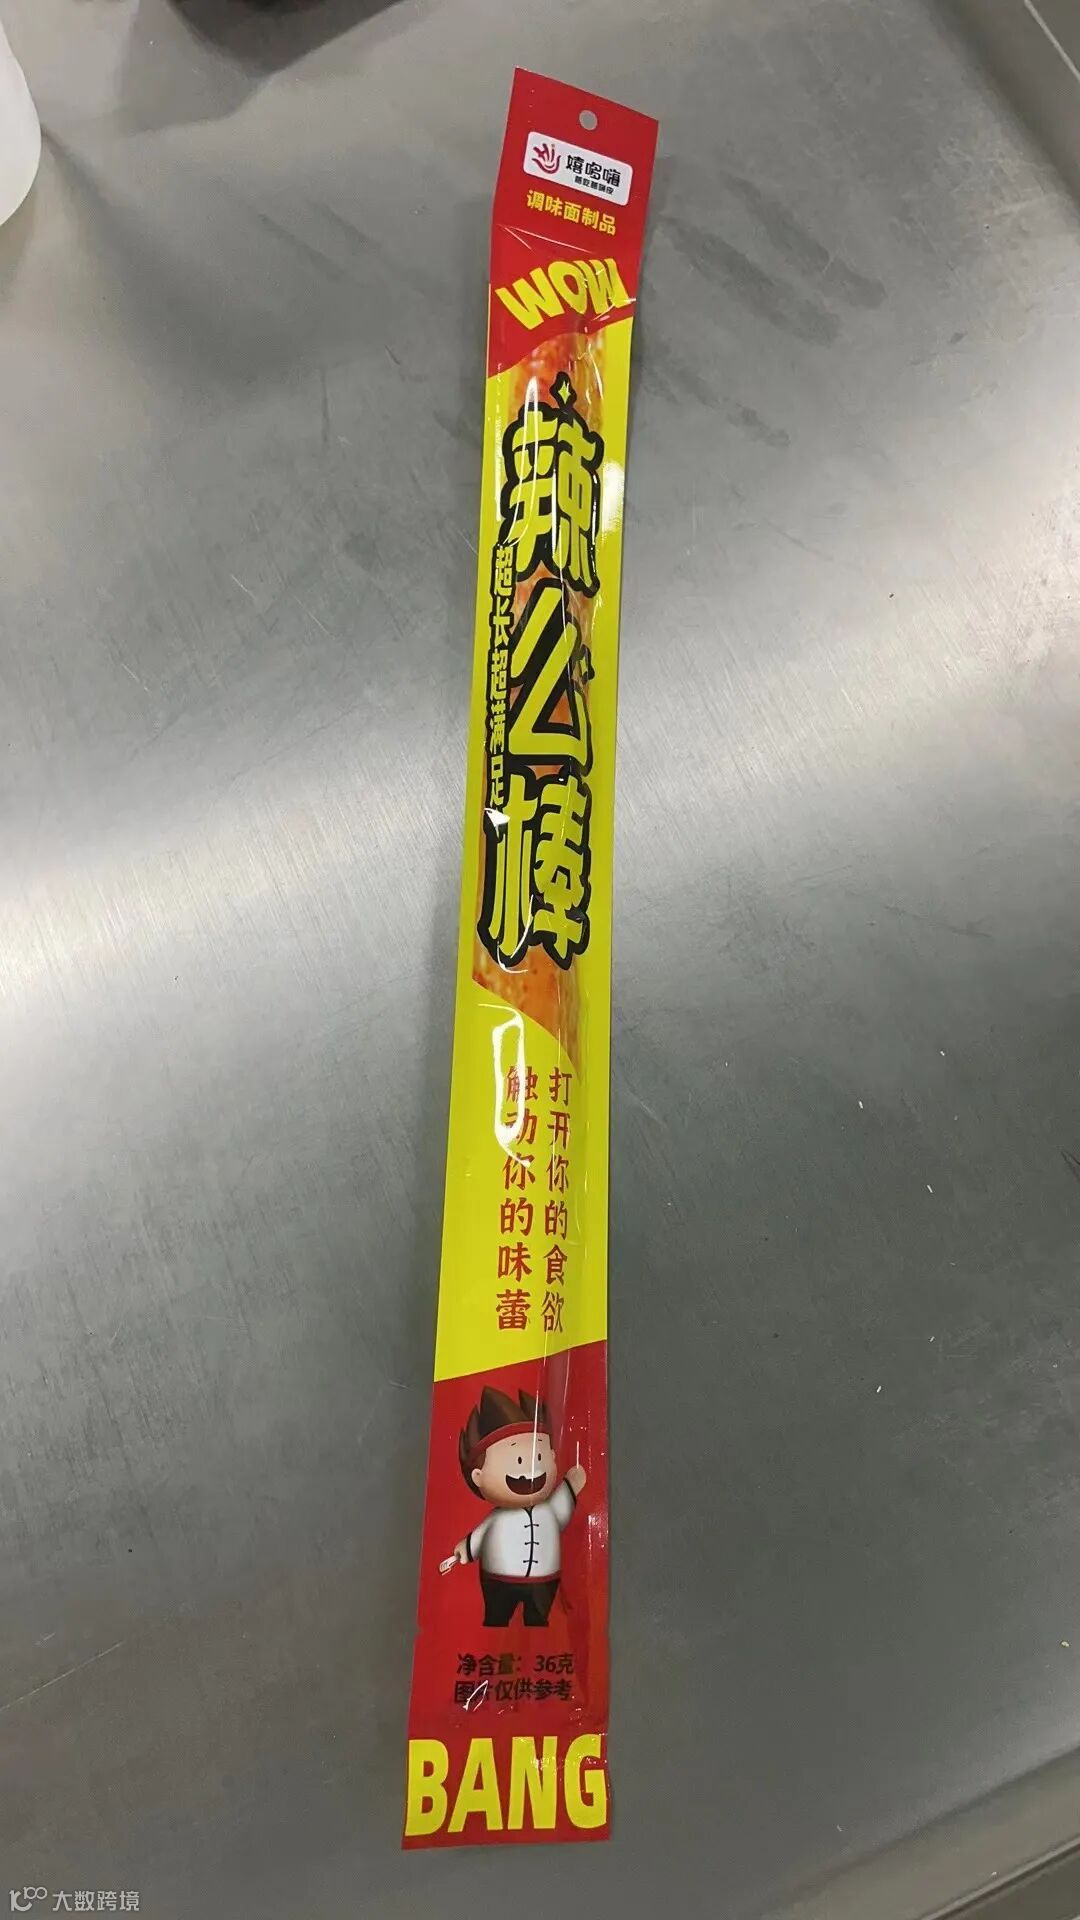 嬉哆嗨
调味面制品
WOW
辣么棒
超长超满足
打开你的食欲
触动你的味蕾
净含量：36克
图片仅供参考
BANG
大数跨境